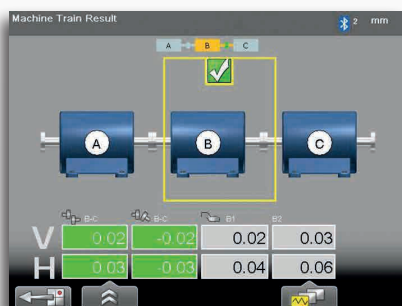 Machine Train Result 2 mm
A B C
A B C
B-C B-C B1 B2
V 0.02 -0.02 0.02 0.03
H 0.03 -0.03 0.04 0.06